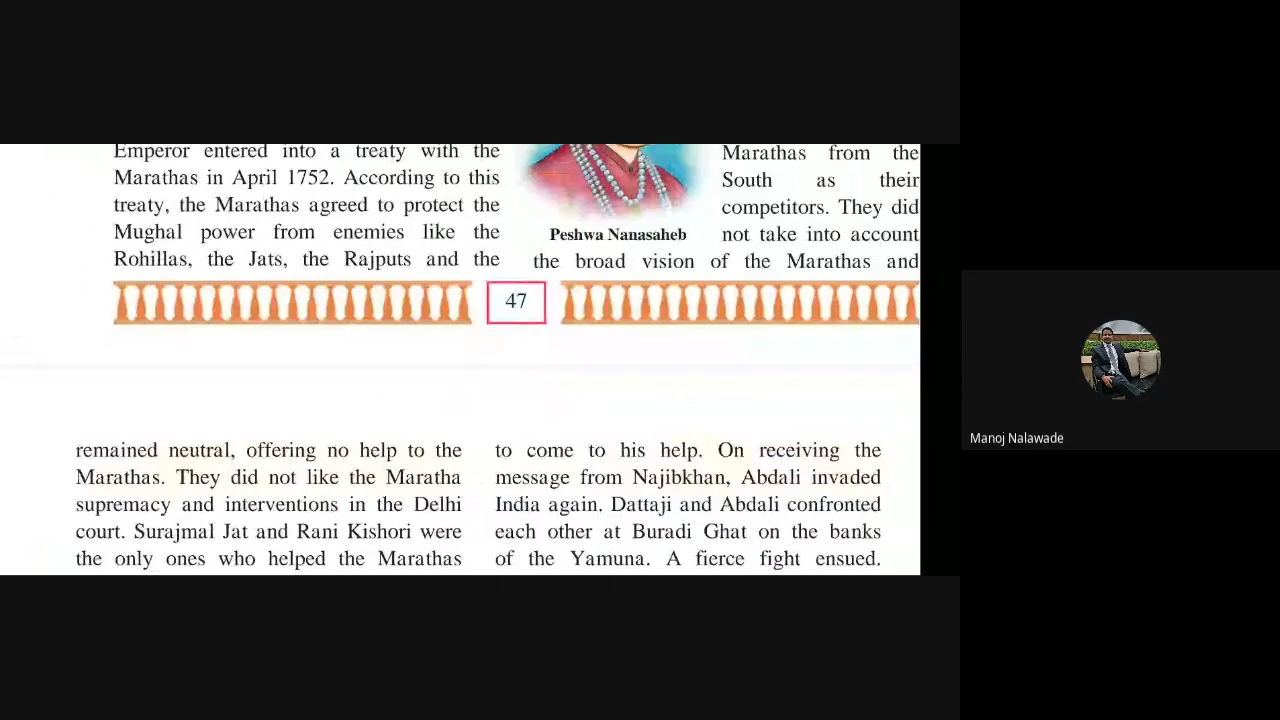 Emperor entered into a treaty with the
Marathas in April 1752. According to this
treaty, the Marathas agreed to protect the
Mughal power from enemies like the
Rohillas, the Jats, the Rajputs and the
Peshwa Nanasaheb
Marathas from the
South as their
competitors. They did
not take into account
the broad vision of the Marathas and
47
remained neutral, offering no help to the
Marathas. They did not like the Maratha
supremacy and interventions in the Delhi
court. Surajmal Jat and Rani Kishori were
the only ones who helped the Marathas
to come to his help. On receiving the
message from Najibkhan, Abdali invaded
India again. Dattaji and Abdali confronted
each other at Buradi Ghat on the banks
of the Yamuna. A fierce fight ensued.
Manoj Nalawade